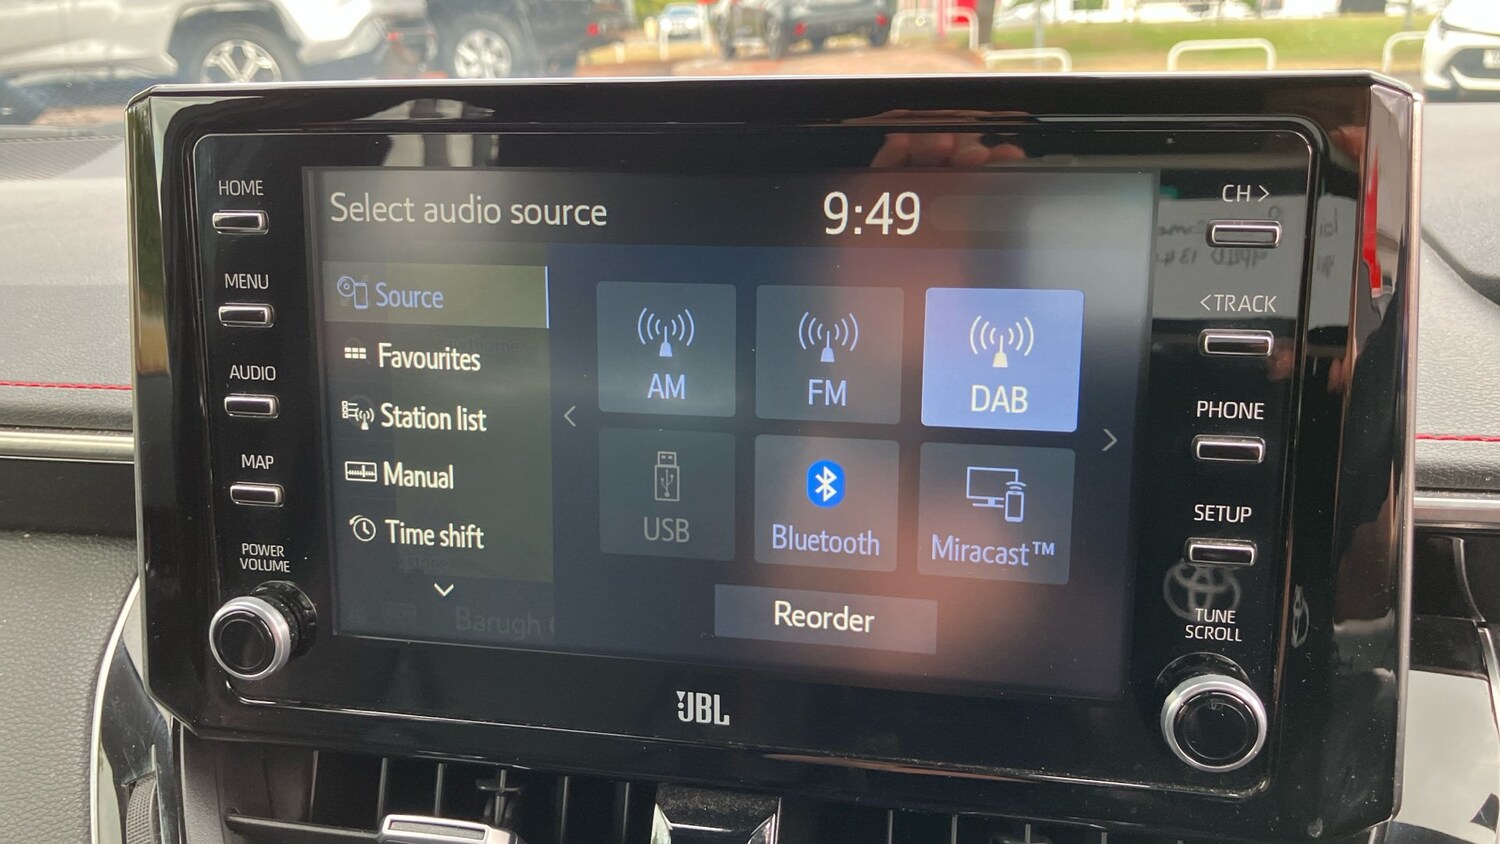 HOME
MENU
AUDIO
MAP
POWER
VOLUME
Select audio source
9:49
Source
Favourites
Station list
Manual
Time shift
Barugh
AM
FM
DAB
USB
Bluetooth
Miracast™
Reorder
JBL
CH >
< TRACK
PHONE
SETUP
TUNE
SCROLL